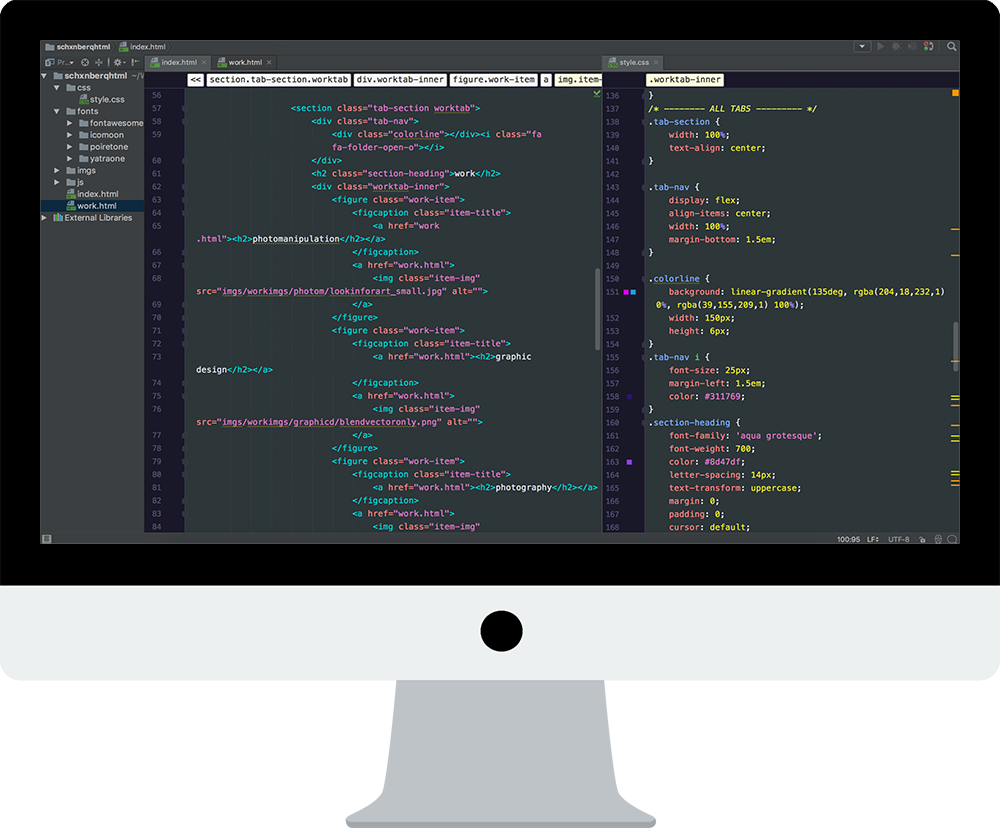 schxnberqhtml index.html
Pr...
index.html × work.html ×
style.css ×
schxnberqhtml ~/W
css
style.css
fonts
fontawesome
icomoon
poiretone
yatraone
imgs
js
index.html
work.html
External Libraries
<< section.tab-section.worktab div.worktab-inner figure.work-item a img.item-
56
57 <section class="tab-section worktab">
58 <div class="tab-nav">
59 <div class="colorline"></div><i class="fa
fa-folder-open-o"></i>
60 </div>
61 <h2 class="section-heading">work</h2>
62 <div class="worktab-inner">
63 <figure class="work-item">
64 <figcaption class="item-title">
65 <a href="work
.html"><h2>photomanipulation</h2></a>
66 </figcaption>
67 <a href="work.html">
68 <img class="item-img"
src="imgs/workimgs/photom/lookinforart_small.jpg" alt="">
69 </a>
70 </figure>
71 <figure class="work-item">
72 <figcaption class="item-title">
73 <a href="work.html"><h2>graphic
design</h2></a>
74 </figcaption>
75 <a href="work.html">
76 <img class="item-img"
src="imgs/workimgs/graphicd/blendvectoronly.png" alt="">
77 </a>
78 </figure>
79 <figure class="work-item">
80 <figcaption class="item-title">
81 <a href="work.html"><h2>photography</h2></a>
82 </figcaption>
83 <a href="work.html">
84 <img class="item-img"
.worktab-inner
136 }
137 /* -------- ALL TABS --------- */
138 .tab-section {
139 width: 100%;
140 text-align: center;
141 }
142
143 .tab-nav {
144 display: flex;
145 align-items: center;
146 width: 100%;
147 margin-bottom: 1.5em;
148 }
149
150 .colorline {
151 background: linear-gradient(135deg, rgba(204,18,232,1)
0%, rgba(39,155,209,1) 100%);
152 width: 150px;
153 height: 6px;
154 }
155 .tab-nav i {
156 font-size: 25px;
157 margin-left: 1.5em;
158 color: #311769;
159 }
160 .section-heading {
161 font-family: 'aqua grotesque';
162 font-weight: 700;
163 color: #8d47df;
164 letter-spacing: 14px;
165 text-transform: uppercase;
166 margin: 0;
167 padding: 0;
168 cursor: default;
100:95 LF÷ UTF-8